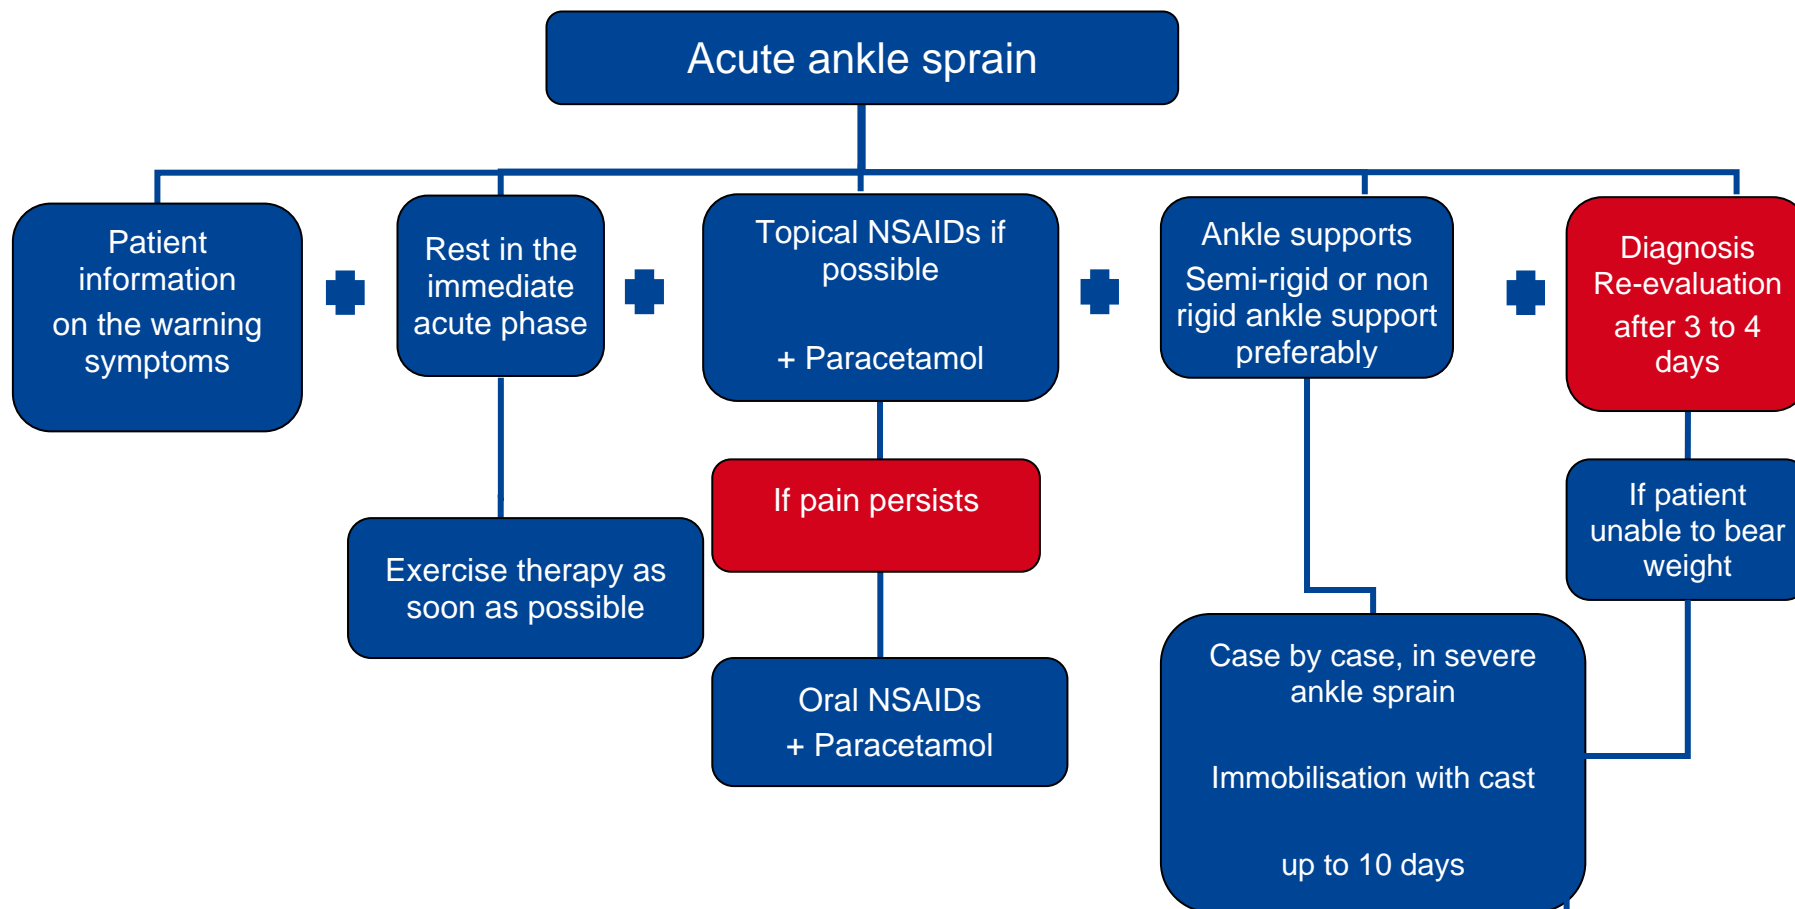 Acute ankle sprain
Patient
information
on the warning
symptoms
Rest in the
immediate
acute phase
Topical NSAIDs if
possible
+ Paracetamol
Ankle supports
Semi-rigid or non
rigid ankle support
preferably
Diagnosis
Re-evaluation
after 3 to 4
days
If pain persists
If patient
unable to bear
weight
Exercise therapy as
soon as possible
Oral NSAIDs
+ Paracetamol
Case by case, in severe
ankle sprain
Immobilisation with cast
up to 10 days